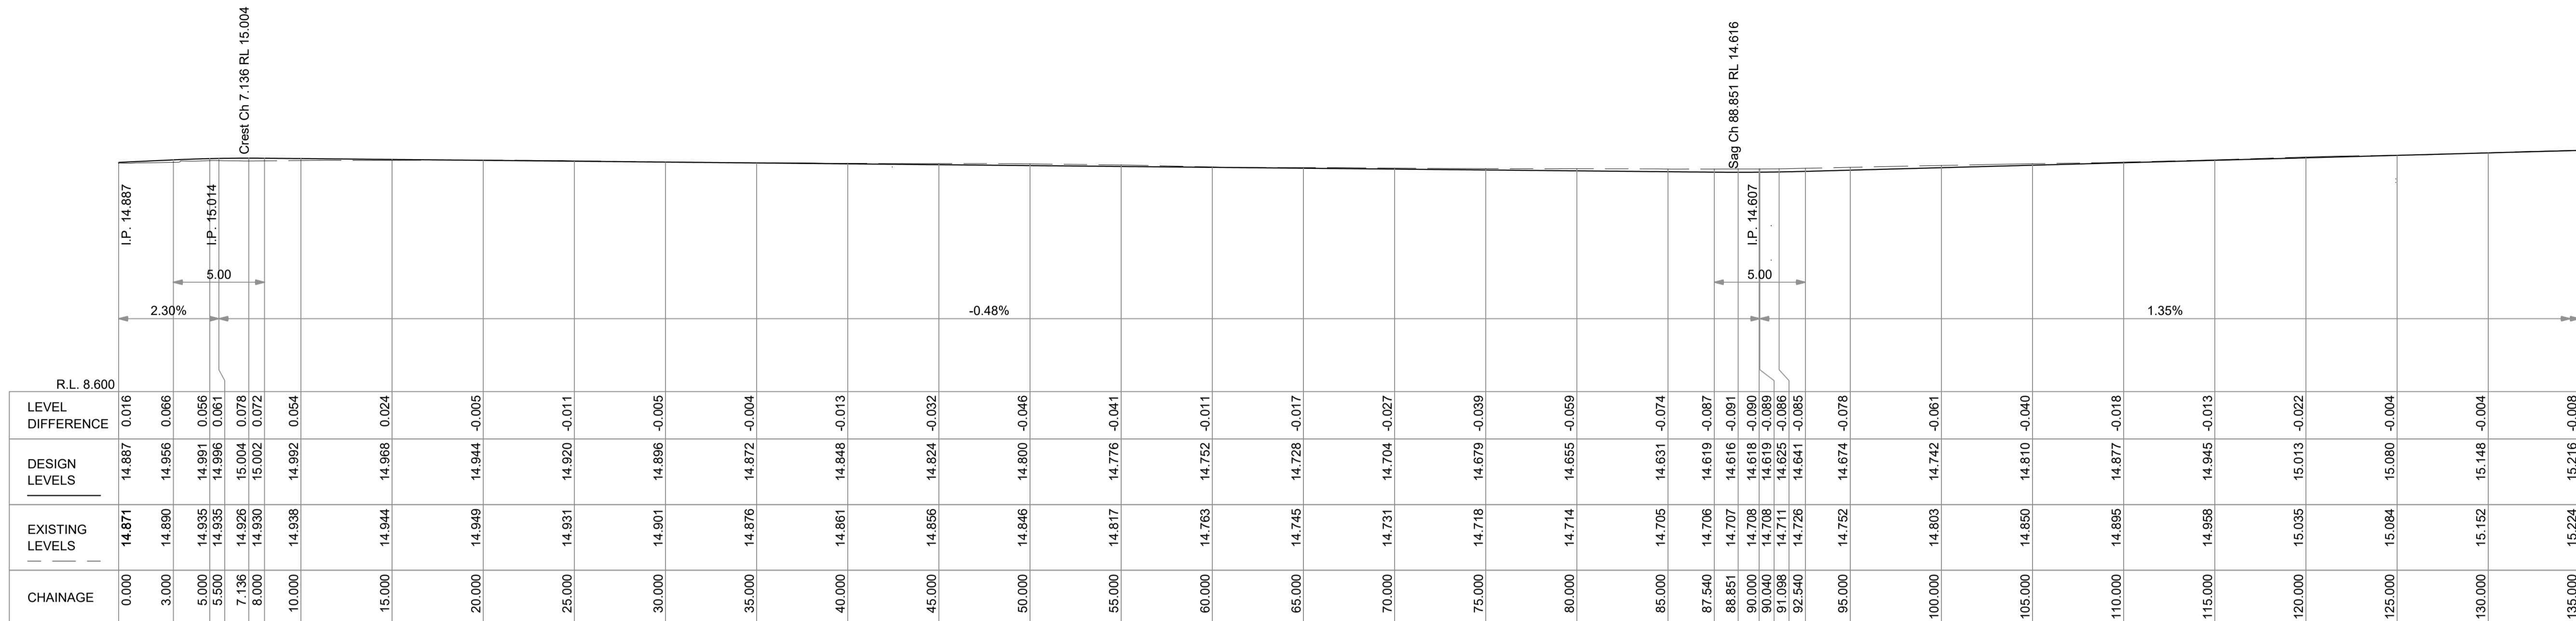 Crest Ch 7.136 RL 15.004
Sag Ch 88.851 RL 14.616
I.P. 14.887
I.P. 15.014
I.P. 14.607
5.00
5.00
2.30%
-0.48%
1.35%
R.L. 8.600
LEVEL DIFFERENCE 0.016 0.066 0.056 0.061 0.078 0.072 0.054 0.024 -0.005 -0.011 -0.005 -0.004 -0.013 -0.032 -0.046 -0.041 -0.011 -0.017 -0.027 -0.039 -0.059 -0.074 -0.087 -0.091 -0.090 -0.089 -0.086 -0.085 -0.078 -0.061 -0.040 -0.018 -0.013 -0.022 -0.004 -0.004 -0.008
DESIGN LEVELS 14.887 14.956 14.991 14.996 15.004 15.002 14.992 14.968 14.944 14.920 14.896 14.872 14.848 14.824 14.800 14.776 14.752 14.728 14.704 14.679 14.655 14.631 14.619 14.616 14.618 14.619 14.625 14.641 14.674 14.742 14.810 14.877 14.945 15.013 15.080 15.148 15.216
EXISTING LEVELS 14.871 14.890 14.935 14.935 14.926 14.930 14.938 14.944 14.949 14.931 14.901 14.876 14.861 14.856 14.846 14.817 14.763 14.745 14.731 14.718 14.714 14.705 14.706 14.707 14.708 14.708 14.711 14.726 14.752 14.803 14.850 14.895 14.958 15.035 15.084 15.152 15.224
CHAINAGE 0.000 3.000 5.000 5.500 7.136 8.000 10.000 15.000 20.000 25.000 30.000 35.000 40.000 45.000 50.000 55.000 60.000 65.000 70.000 75.000 80.000 85.000 87.540 88.851 90.000 90.040 91.098 92.540 95.000 100.000 105.000 110.000 115.000 120.000 125.000 130.000 135.000